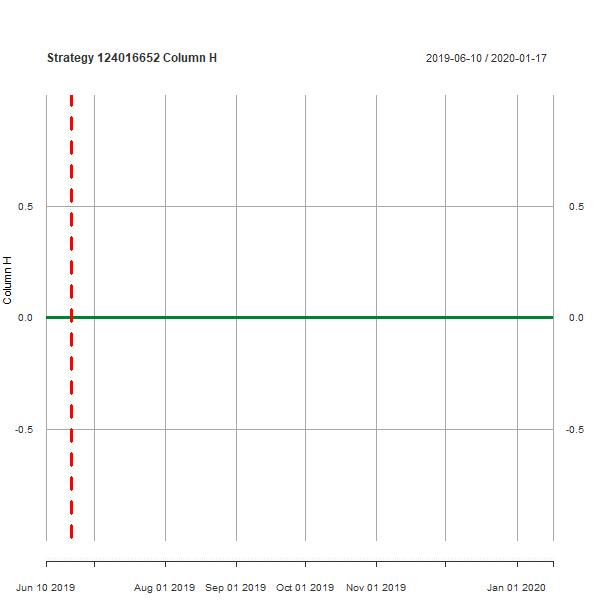 Strategy 124016652 Column H
2019-06-10 / 2020-01-17
0.5
0.5
Column H
0.0
0.0
-0.5
-0.5
Jun 10 2019
Aug 01 2019
Sep 01 2019
Oct 01 2019
Nov 01 2019
Jan 01 2020